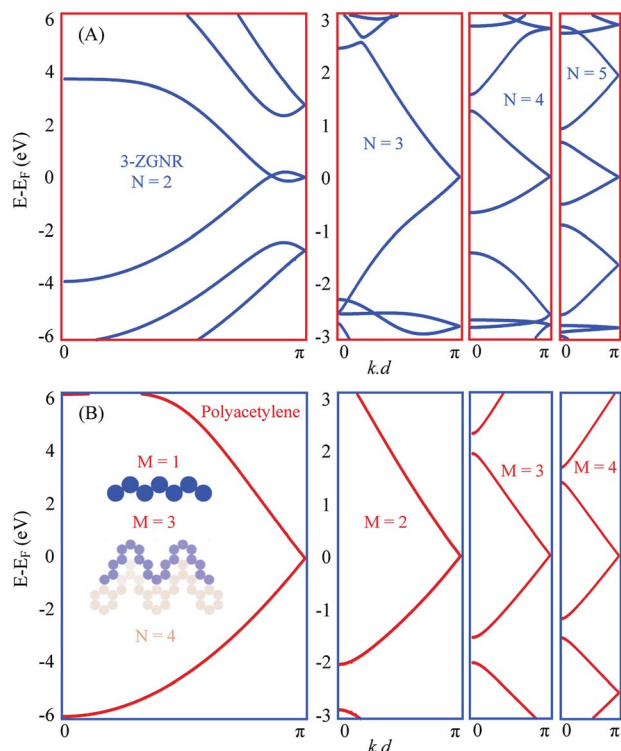 (A)
E-E_F (eV)
6
4
2
0
-2
-4
-6
3-ZGNR
N = 2
0
π
3
2
1
0
-1
-2
-3
N = 3
0
π
k.d
N = 4
0
π
N = 5
0
π
(B)
E-E_F (eV)
6
4
2
0
-2
-4
-6
Polyacetylene
M = 1
M = 3
N = 4
0
π
3
2
1
0
-1
-2
-3
M = 2
0
π
k.d
M = 3
0
π
M = 4
0
π